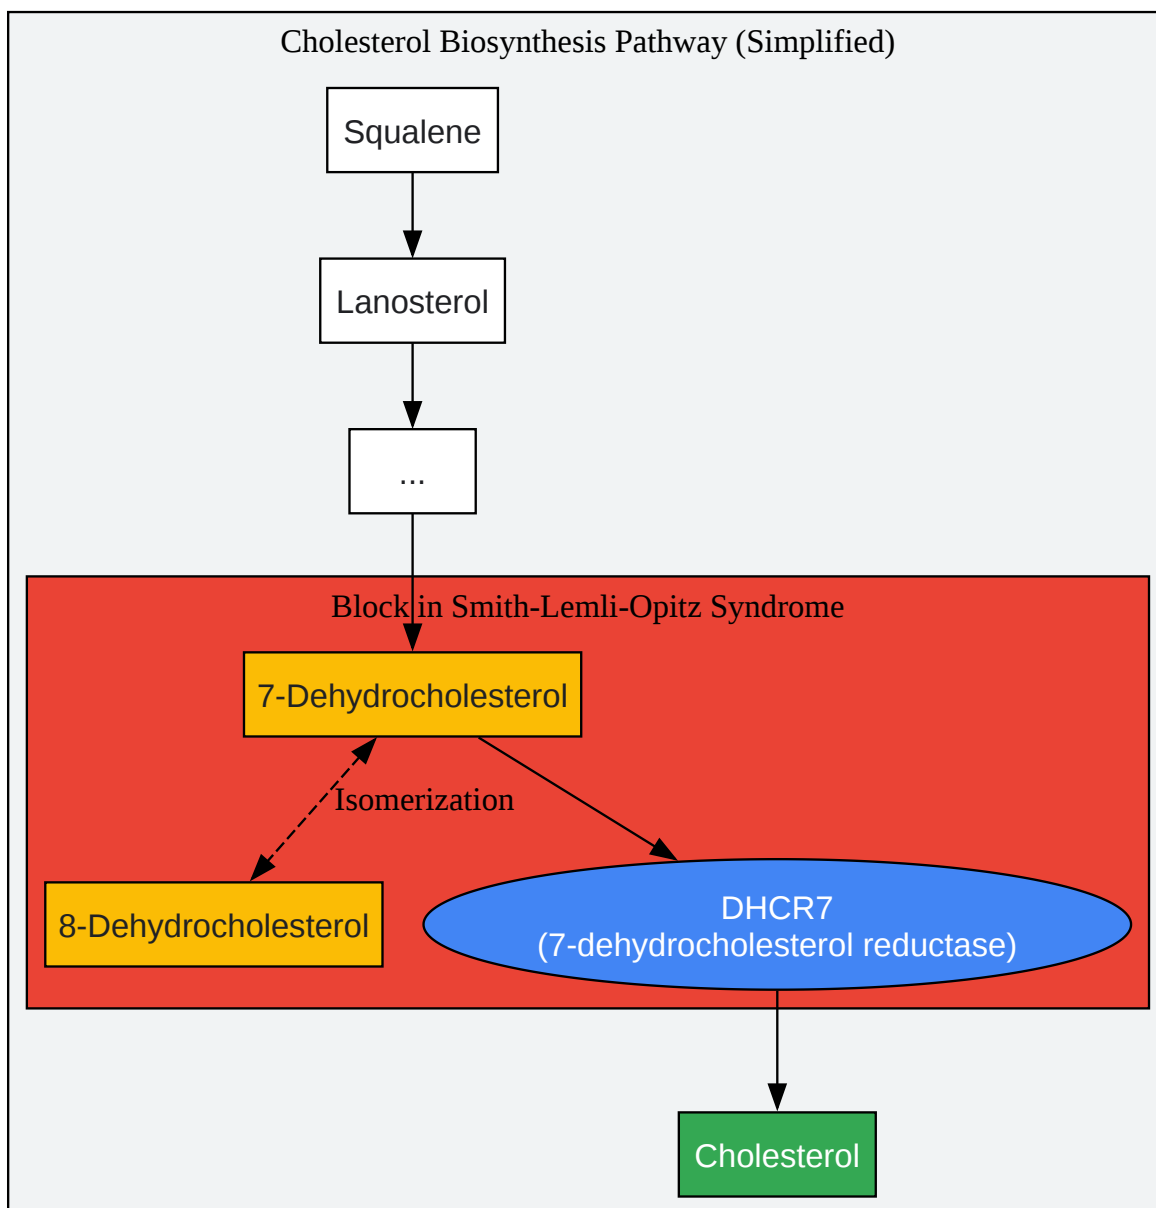 Cholesterol Biosynthesis Pathway (Simplified)
Squalene
Lanosterol
...
Block in Smith-Lemli-Opitz Syndrome
7-Dehydrocholesterol
Isomerization
8-Dehydrocholesterol
DHCR7
(7-dehydrocholesterol reductase)
Cholesterol